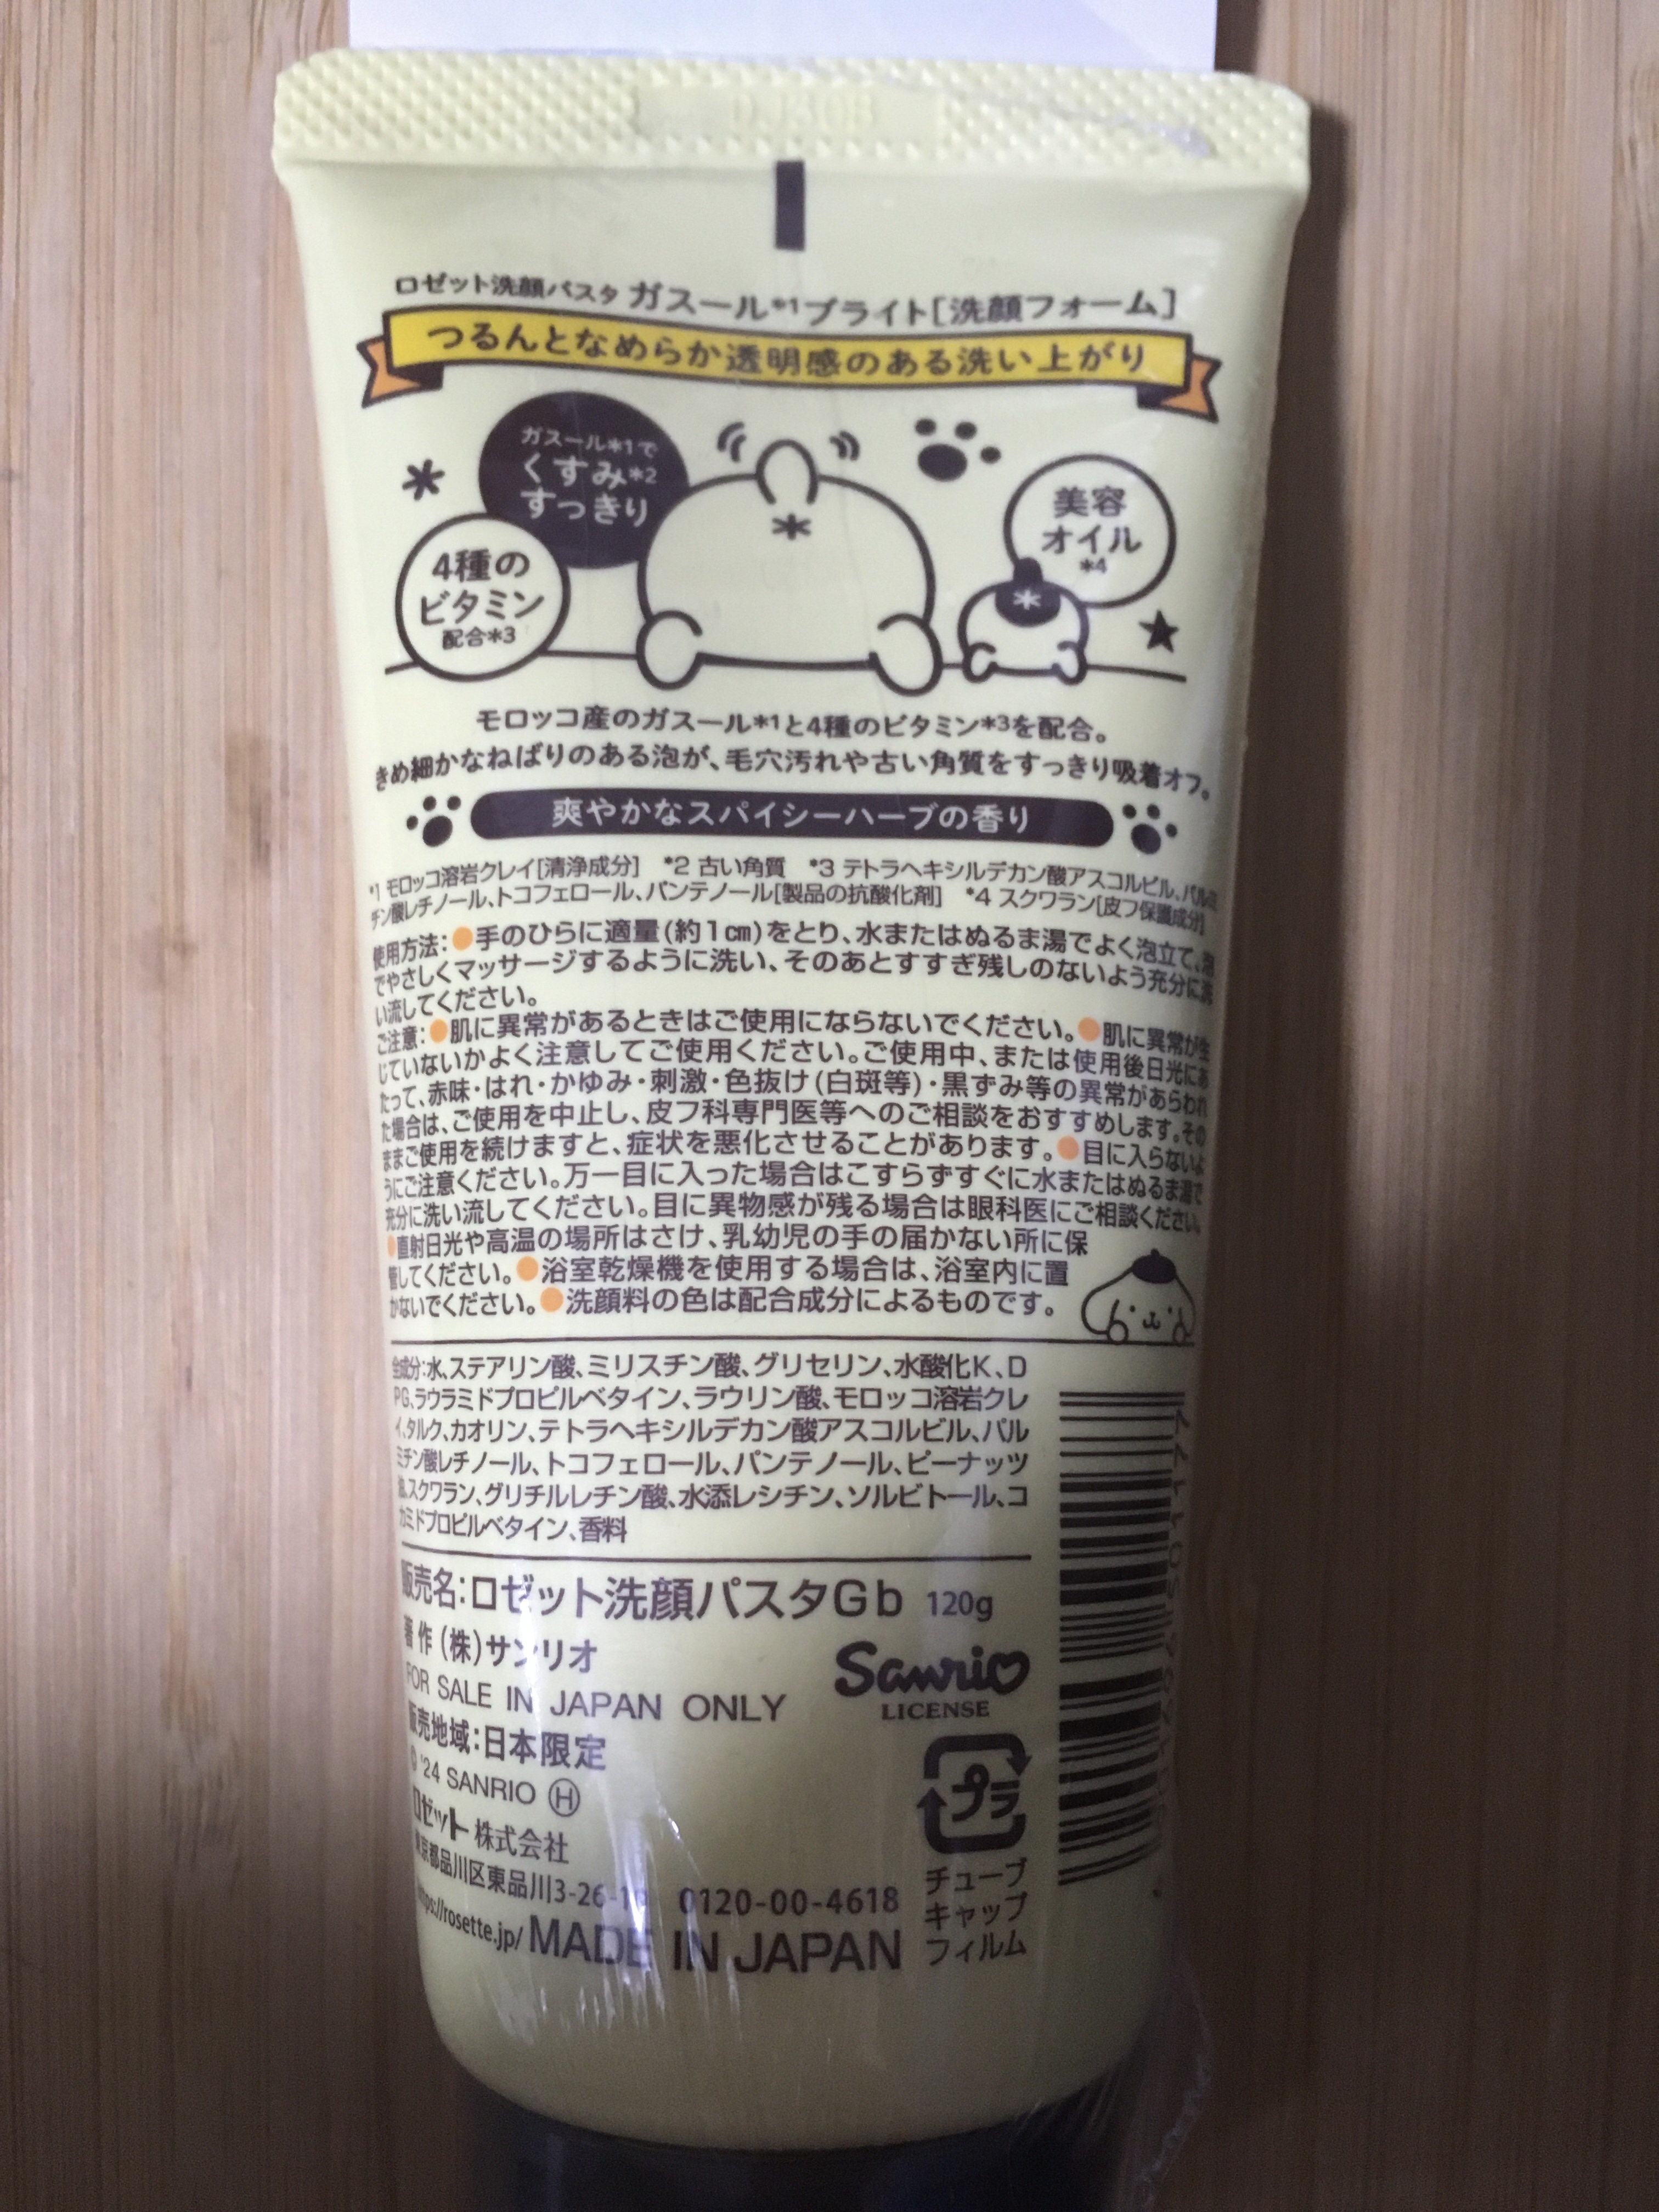 DJ30B
ロゼット洗顔パスタ ガスール*1ブライト[洗顔フォーム]
つるんとなめらか透明感のある洗い上がり
ガスール*1で
くすみ*2
すっきり
4種の
ビタミン
配合*3
美容
オイル
*4
モロッコ産のガスール*1と4種のビタミン*3を配合。
きめ細かなねばりのある泡が、毛穴汚れや古い角質をすっきり吸着オフ。
爽やかなスパイシーハーブの香り
*1 モロッコ溶岩クレイ[清浄成分] *2 古い角質 *3 テトラヘキシルデカン酸アスコルビル、パルミ
チン酸レチノール、トコフェロール、パンテノール[製品の抗酸化剤] *4 スクワラン[皮フ保護成分]
使用方法：●手のひらに適量(約1㎝)をとり、水またはぬるま湯でよく泡立て、泡
でやさしくマッサージするように洗い、そのあとすすぎ残しのないよう充分に洗
い流してください。
ご注意：●肌に異常があるときはご使用にならないでください。●肌に異常が生
じていないかよく注意してご使用ください。ご使用中、または使用後日光にあ
たって、赤味・はれ・かゆみ・刺激・色抜け(白斑等)・黒ずみ等の異常があらわれ
た場合は、ご使用を中止し、皮フ科専門医等へのご相談をおすすめします。その
ままご使用を続けますと、症状を悪化させることがあります。●目に入らないよ
うにご注意ください。万一目に入った場合はこすらずすぐに水またはぬるま湯で
充分に洗い流してください。目に異物感が残る場合は眼科医にご相談ください。
●直射日光や高温の場所はさけ、乳幼児の手の届かない所に保
管してください。●浴室乾燥機を使用する場合は、浴室内に置
かないでください。●洗顔料の色は配合成分によるものです。
全成分：水、ステアリン酸、ミリスチン酸、グリセリン、水酸化K、D
PG、ラウラミドプロピルベタイン、ラウリン酸、モロッコ溶岩クレ
イ、タルク、カオリン、テトラヘキシルデカン酸アスコルビル、パル
ミチン酸レチノール、トコフェロール、パンテノール、ピーナッツ
油、スクワラン、グリチルレチン酸、水添レシチン、ソルビトール、コ
カミドプロピルベタイン、香料
販売名：ロゼット洗顔パスタGb 120g
著作 (株)サンリオ
FOR SALE IN JAPAN ONLY
販売地域：日本限定
© '24 SANRIO Ⓗ
Sanrio
LICENSE
ロゼット株式会社
東京都品川区東品川3-26- 0120-00-4618
https://rosette.jp/ MADE IN JAPAN
プラ
チューブ
キャップ
フィルム